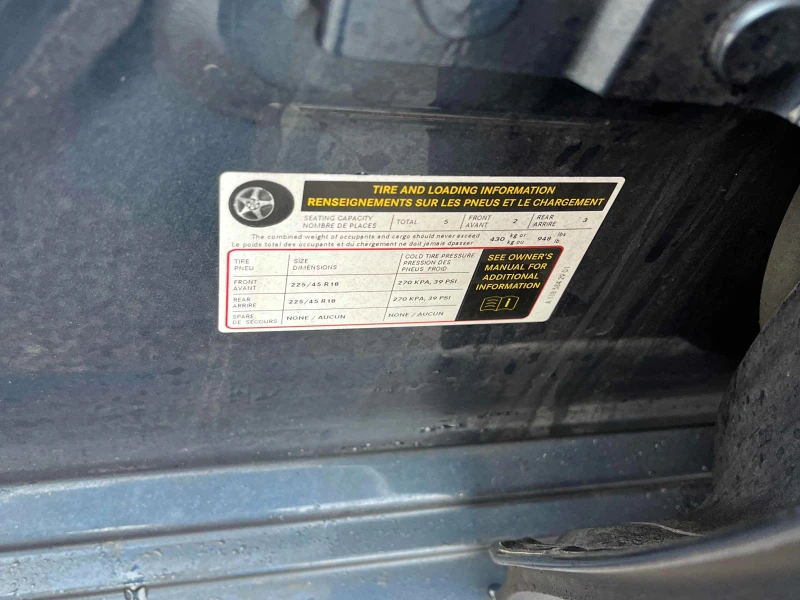 TIRE AND LOADING INFORMATION
RENSEIGNEMENTS SUR LES PNEUS ET LE CHARGEMENT
SEATING CAPACITY
NOMBRE DE PLACES
TOTAL 5
FRONT
AVANT
2
REAR
ARRIÈRE
3
The combined weight of occupants and cargo should never exceed
Le poids total des occupants et du chargement ne doit jamais dépasser
430 kg or
kg ou
948 lbs
lb.
TIRE
PNEU
SIZE
DIMENSIONS
COLD TIRE PRESSURE
PRESSION DES
PNEUS FROID
FRONT
AVANT
225/45 R18
270 KPA, 39 PSI
REAR
ARRIÈRE
225/45 R18
270 KPA, 39 PSI
SPARE
DE SECOURS
NONE / AUCUN
NONE / AUCUN
SEE OWNER'S
MANUAL FOR
ADDITIONAL
INFORMATION